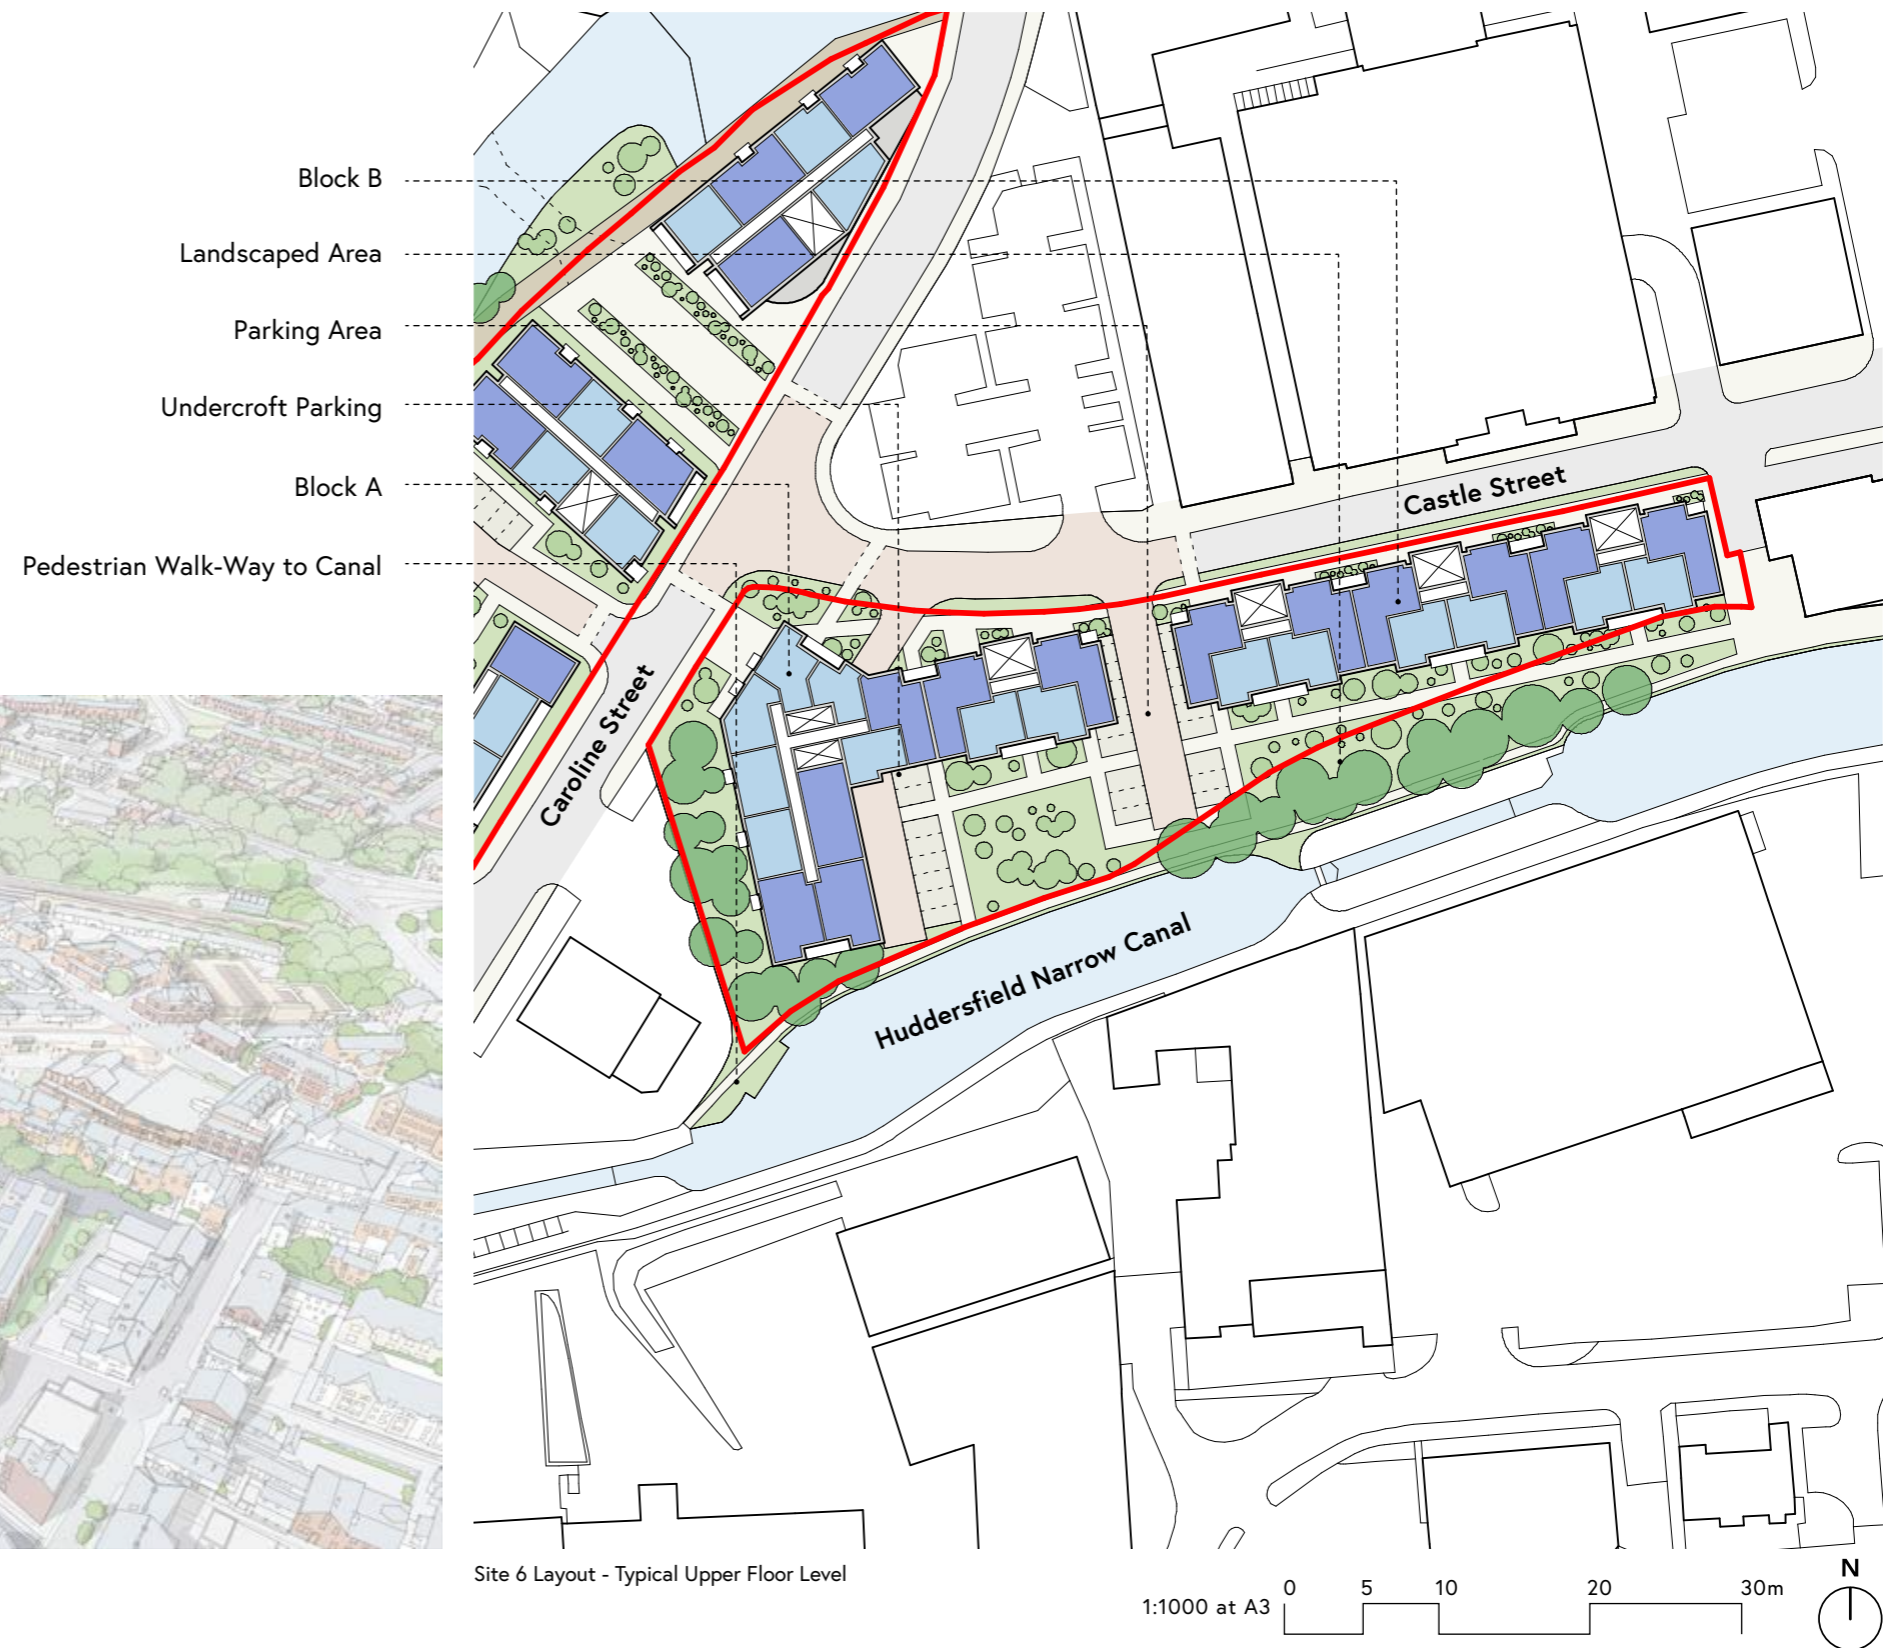 Block B
Landscaped Area
Parking Area
Undercroft Parking
Block A
Pedestrian Walk-Way to Canal
Castle Street
Caroline Street
Huddersfield Narrow Canal
Site 6 Layout - Typical Upper Floor Level
1:1000 at A3
0 5 10 20 30m
N